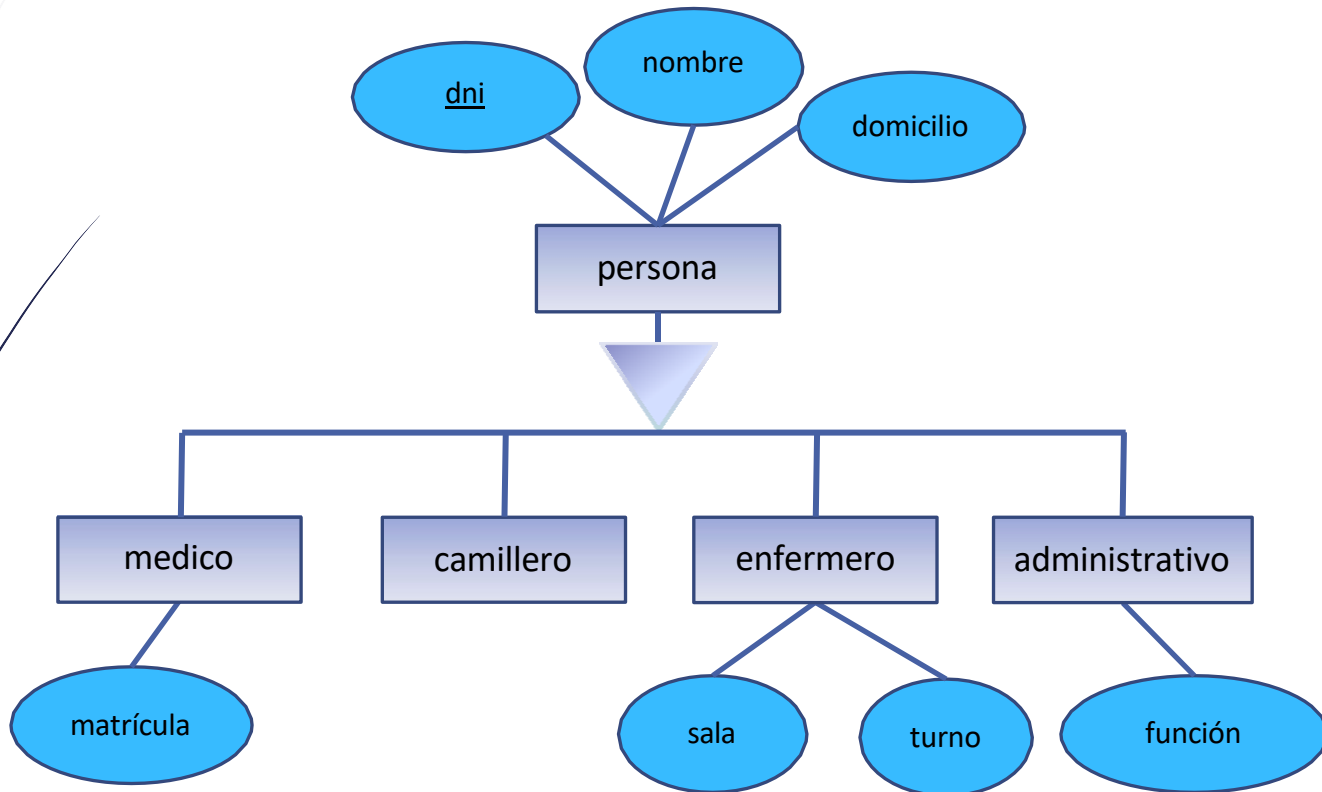 nombre
dni
domicilio
persona
medico
camillero
enfermero
administrativo
matrícula
sala
turno
función